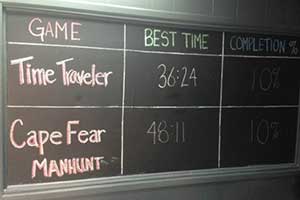 GAME BEST TIME COMPLETION %
Time Traveler 36:24 10%
Cape Fear 48:11 10%
MANHUNT